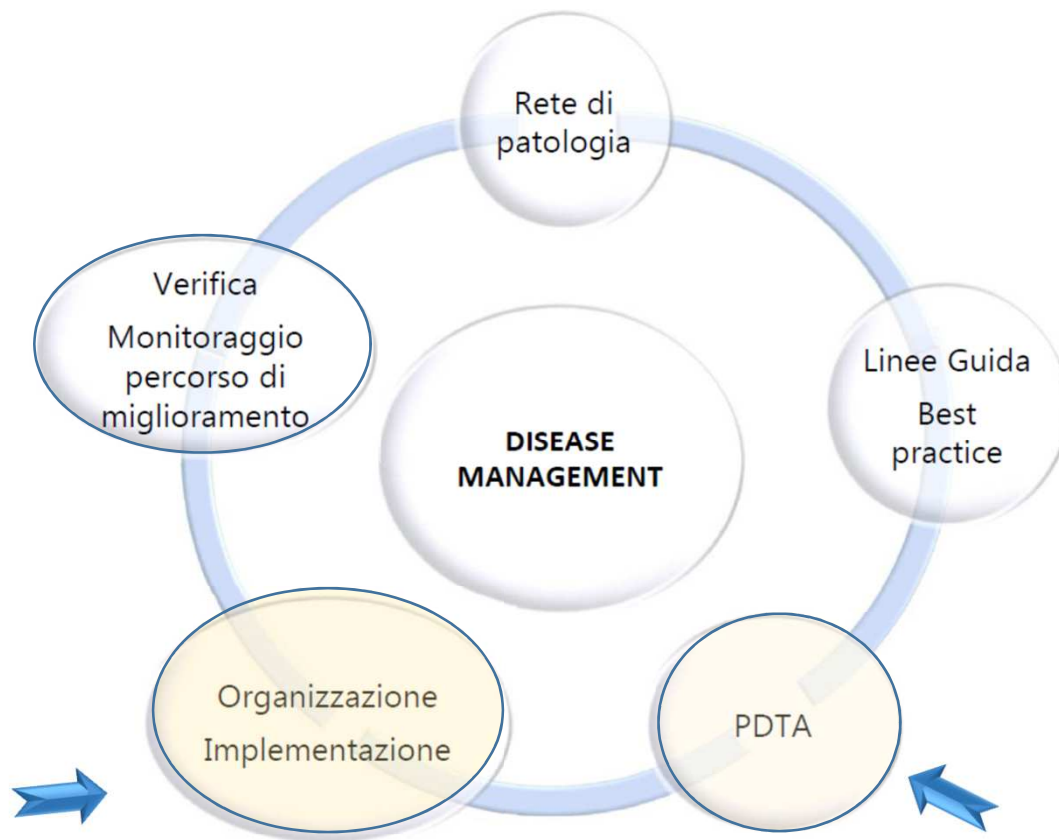 Rete di
patologia
Linee Guida
Best
practice
PDTA
Organizzazione
Implementazione
Verifica
Monitoraggio
percorso di
miglioramento
DISEASE
MANAGEMENT